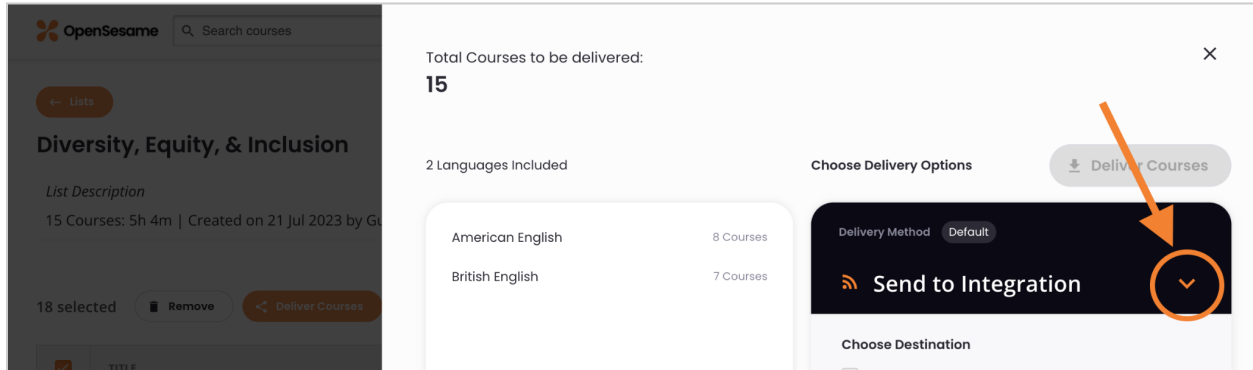 OpenSesame
Search courses
← Lists
Diversity, Equity, & Inclusion
List Description
15 Courses: 5h 4m | Created on 21 Jul 2023 by
18 selected
Remove
Deliver Courses
TITLE
Total Courses to be delivered:
15
2 Languages Included
American English 8 Courses
British English 7 Courses
Choose Delivery Options
Deliver Courses
Delivery Method Default
Send to Integration
Choose Destination